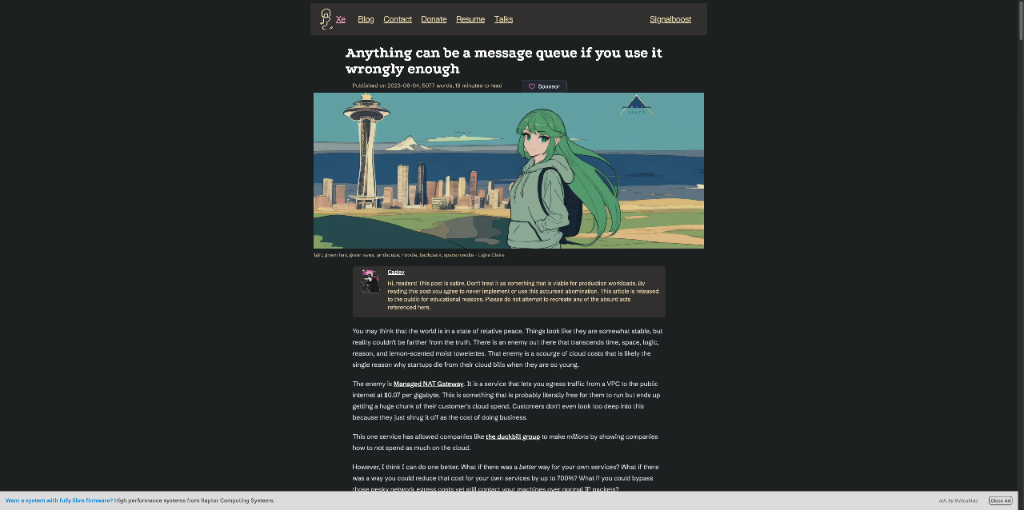 Xe Blog Contact Donate Resume Talks Signalboost
Anything can be a message queue if you use it
wrongly enough
Published on 2023-06-04, 5077 words, 19 minutes to read
Sponsor
1girl, green hair, green eyes, landscape, hoodie, backpack, space needle -
Cadey
Hi, readers! This post is satire. Don't treat it as something that is viable for production workloads. By
reading this post you agree to never implement or use this accursed abomination. This article is released
to the public for educational reasons. Please do not attempt to recreate any of the absurd acts
referenced here.
You may think that the world is in a state of relative peace. Things look like they are somewhat stable, but
reality couldn't be farther from the truth. There is an enemy out there that transcends time, space, logic,
reason, and lemon-scented moist towelettes. That enemy is a scourge of cloud costs that is likely the
single reason why startups die from their cloud bills when they are so young.
The enemy is Managed NAT Gateway. It is a service that lets you egress traffic from a VPC to the public
internet at $0.07 per gigabyte. This is something that is probably literally free for them to run but ends up
getting a huge chunk of their customer's cloud spend. Customers don't even look too deep into this
because they just shrug it off as the cost of doing business.
This one service has allowed companies like the duckbill group to make millions by showing companies
how to not spend as much on the cloud.
However, I think I can do one better. What if there was a better way for your own services? What if there
was a way you could reduce that cost for your own services by up to 700%? What if you could bypass
those pesky network egress costs yet still contact your machines over normal IP packets?
Want a system with fully libre firmware? High performance systems from Raptor Computing Systems.
Ads by EthicalAds
Close Ad